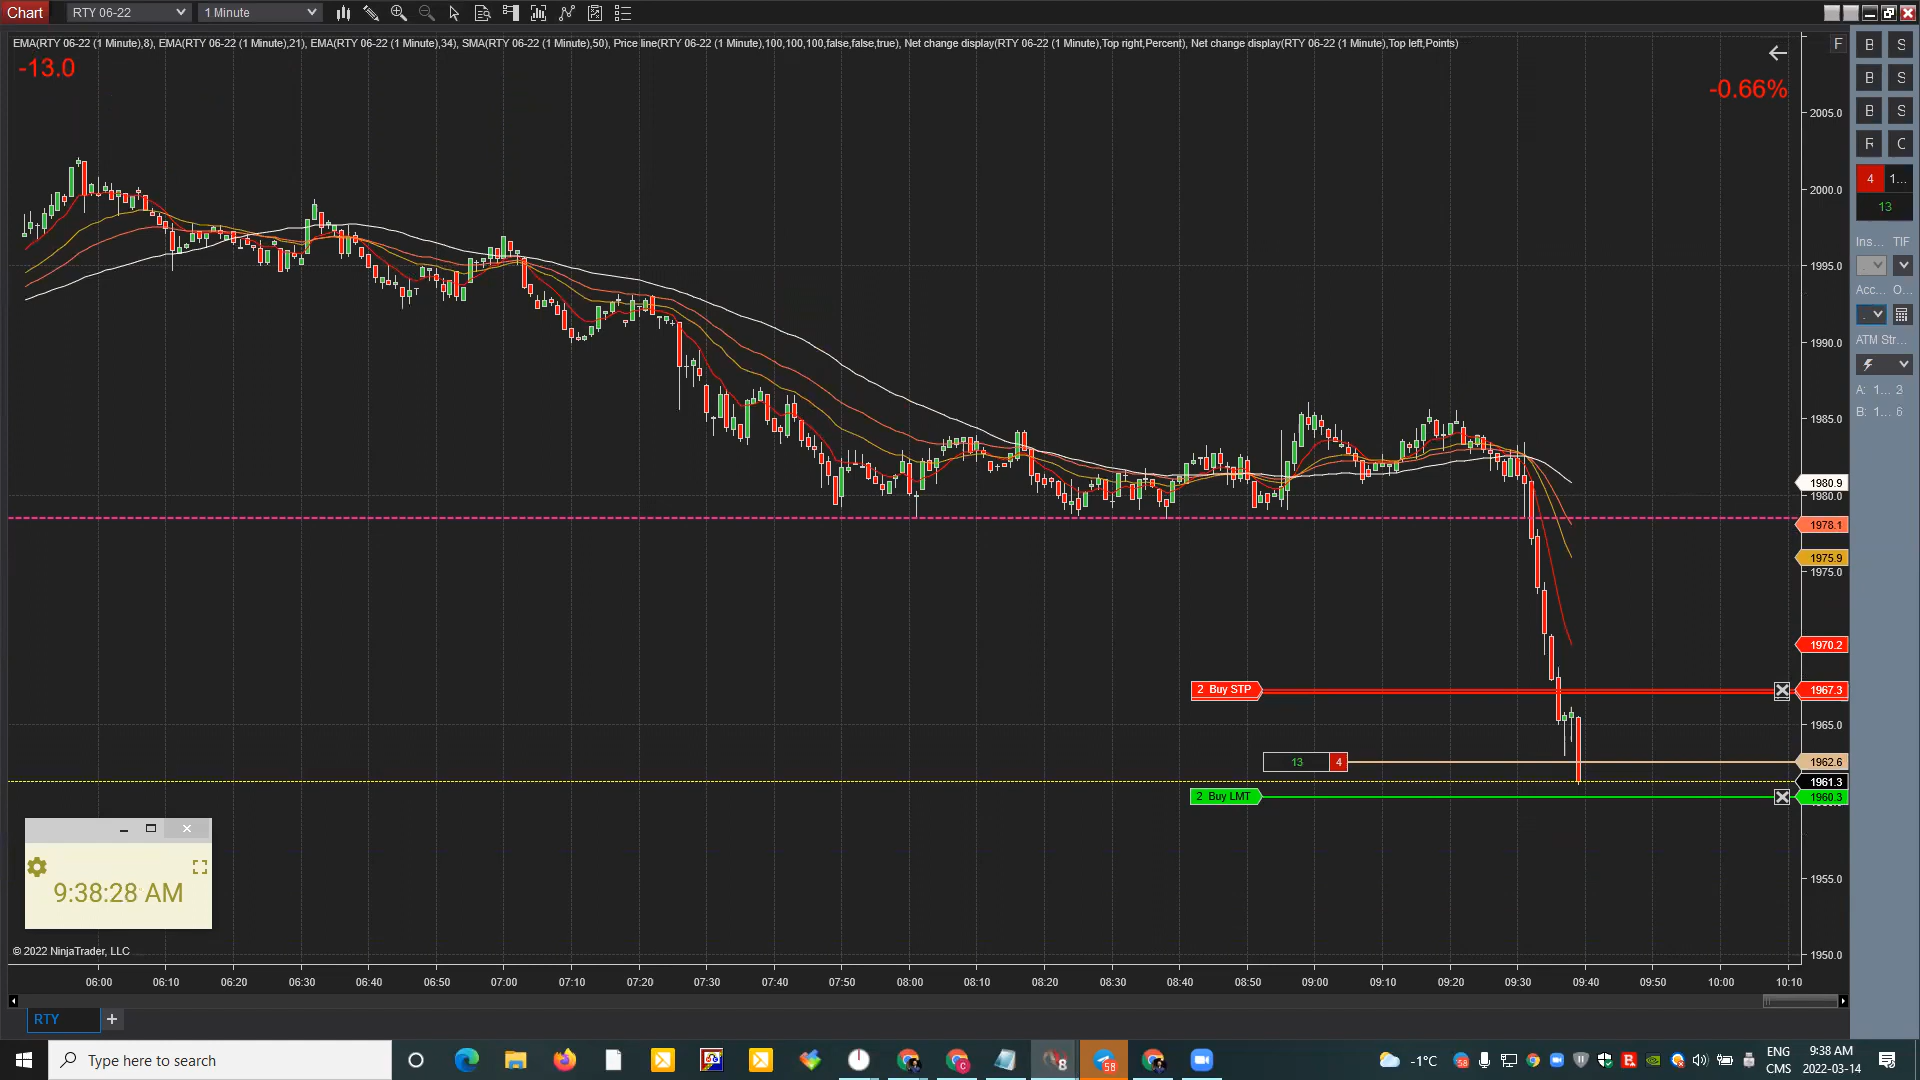 Chart
RTY 06-22
1 Minute
EMA(RTY 06-22 (1 Minute),8), EMA(RTY 06-22 (1 Minute),21), EMA(RTY 06-22 (1 Minute),34), SMA(RTY 06-22 (1 Minute),50), Price line(RTY 06-22 (1 Minute),100,100,100,false,false,true), Net change display(RTY 06-22 (1 Minute),Top right,Percent), Net change display(RTY 06-22 (1 Minute),Top left,Points)
F
-13.0
-0.66%
B S
B S
B S
R C
4 1...
13
Ins... TIF
Acc... O...
ATM Str...
A: 1... 3
B: 1... 6
2005.0
2000.0
1995.0
1990.0
1985.0
1980.9
1980.0
1978.1
1975.9
1975.0
1970.2
2 Buy STP
1967.3
1965.0
13 4
1962.6
1961.3
2 Buy LMT
1960.3
1955.0
1950.0
9:38:28 AM
© 2022 NinjaTrader, LLC
06:00 06:10 06:20 06:30 06:40 06:50 07:00 07:10 07:20 07:30 07:40 07:50 08:00 08:10 08:20 08:30 08:40 08:50 09:00 09:10 09:20 09:30 09:40 09:50 10:00 10:10
RTY
Type here to search
8
58
-1°C
58
ENG
CMS
9:38 AM
2022-03-14